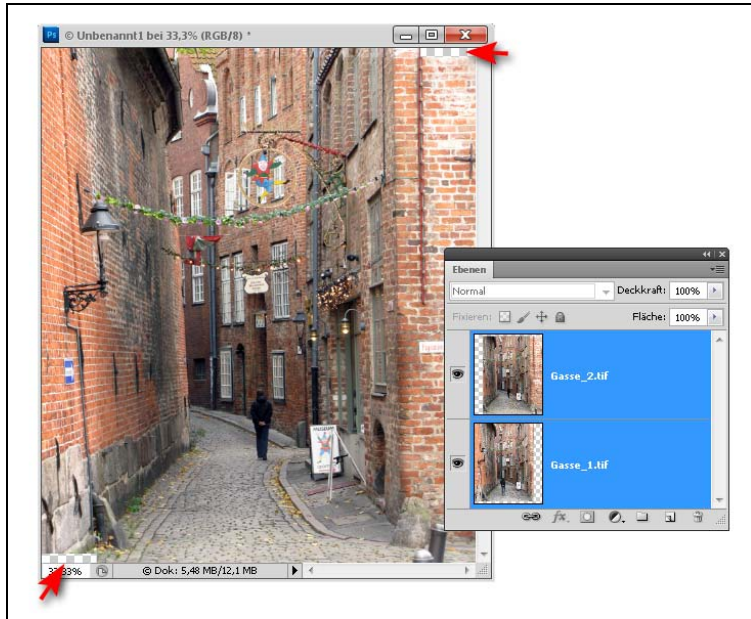 Ps © Unbenannt1 bei 33,3% (RGB/8) *
Ebenen
Normal Deckkraft: 100%
Fixieren: Fläche: 100%
Gasse_2.tif
Gasse_1.tif
fx.
© Dok: 5,48 MB/12,1 MB